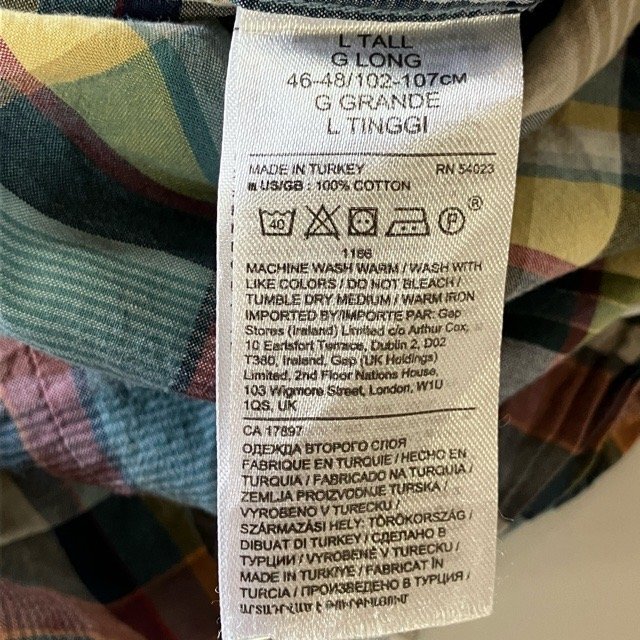 L TALL
G LONG
46-48/102-107CM
G GRANDE
L TINGGI
MADE IN TURKEY RN 54023
US/GB : 100% COTTON
40 P ®
1166
MACHINE WASH WARM / WASH WITH
LIKE COLORS / DO NOT BLEACH /
TUMBLE DRY MEDIUM / WARM IRON
IMPORTED BY/IMPORTE PAR: Gap
Stores (Ireland) Limited c/o Arthur Cox,
10 Earlsfort Terrace, Dublin 2, D02
T380, Ireland, Gap (UK Holdings)
Limited, 2nd Floor Nations House,
103 Wigmore Street, London, W1U
1QS, UK
CA 17897
ОДЕЖДА ВТОРОГО СЛОЯ
FABRIQUE EN TURQUIE / HECHO EN
TURQUIA / FABRICADO NA TURQUIA /
ZEMLJA PROIZVODNJE TURSKA /
VYROBENO V TURECKU /
SZÁRMAZÁSI HELY: TÖRÖKORSZÁG /
DIBUAT DI TURKEY / СДЕЛАНО В
ТУРЦИИ / VYROBENÉ V TURECKU /
MADE IN TURKIYE / FABRICAT IN
TURCIA / ПРОИЗВЕДЕНО В ТУРЦИЯ /